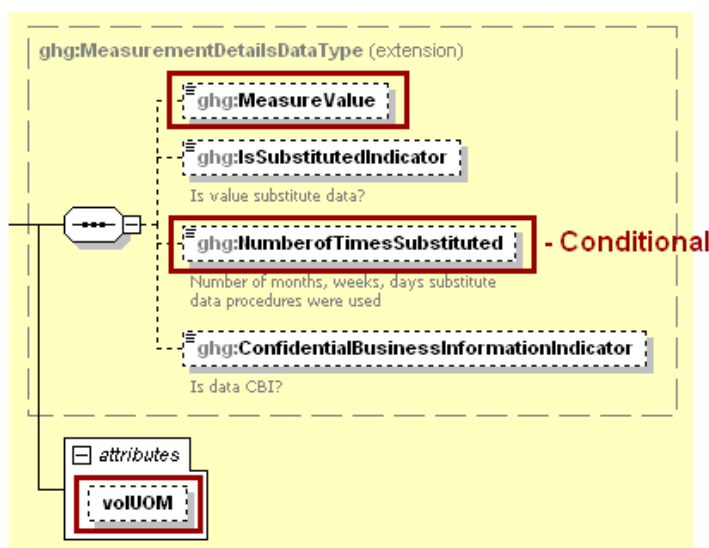 ghg:MeasurementDetailsDataType (extension)
ghg:MeasureValue
ghg:IsSubstitutedIndicator
Is value substitute data?
ghg:NumberofTimesSubstituted - Conditional
Number of months, weeks, days substitute
data procedures were used
ghg:ConfidentialBusinessInformationIndicator
Is data CBI?
attributes
volUOM